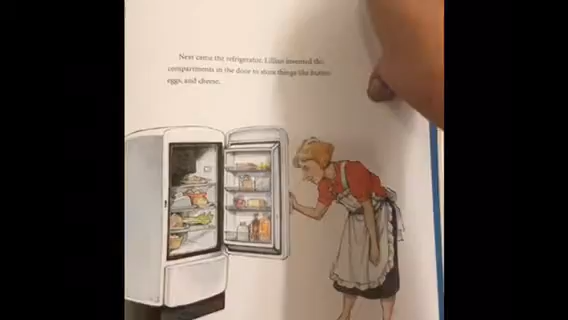 Next came the refrigerator. Lillian invented the
compartments in the door to store things like butter,
eggs, and cheese.